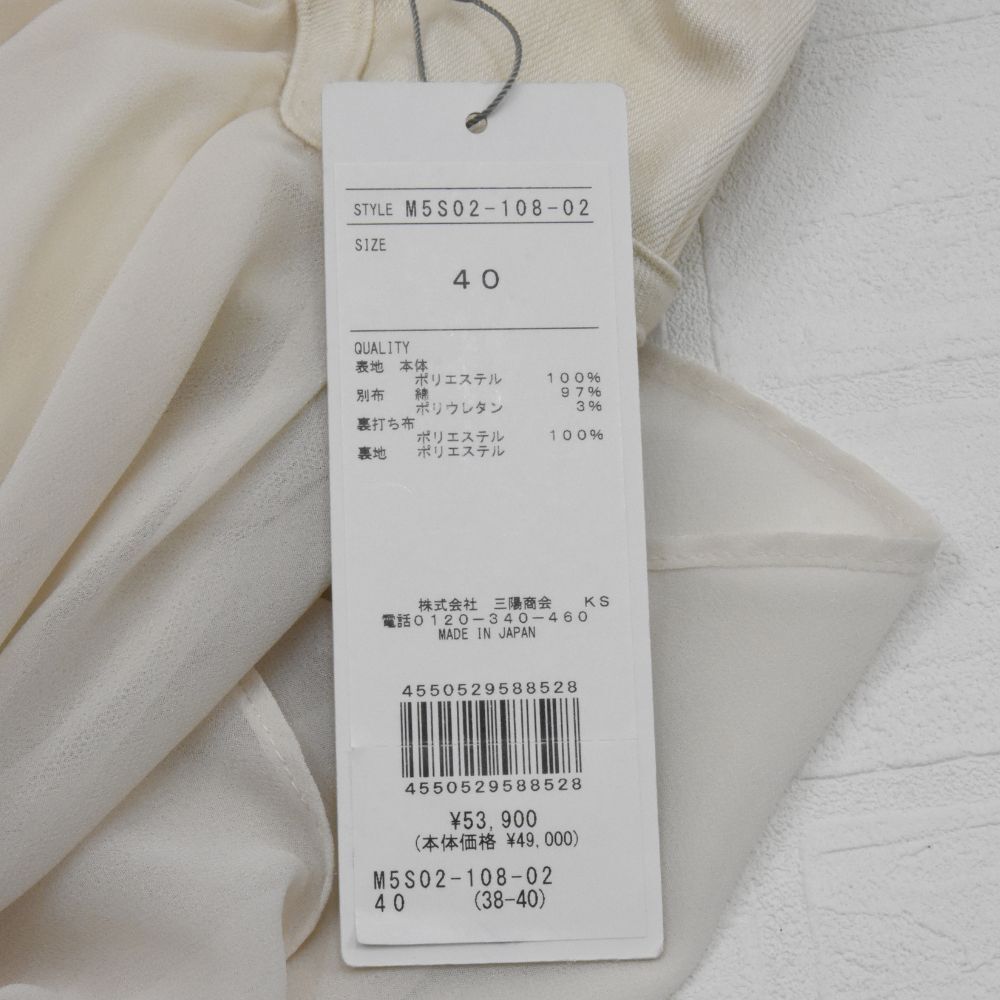 STYLE M5S02-108-02
SIZE
40
QUALITY
表地 本体
ポリエステル 100%
別布 綿 97%
ポリウレタン 3%
裏打ち布
ポリエステル 100%
裏地 ポリエステル
株式会社 三陽商会 KS
電話0120-340-460
MADE IN JAPAN
4550529588528
4550529588528
¥53,900
(本体価格 ¥49,000)
M5S02-108-02
40 (38-40)